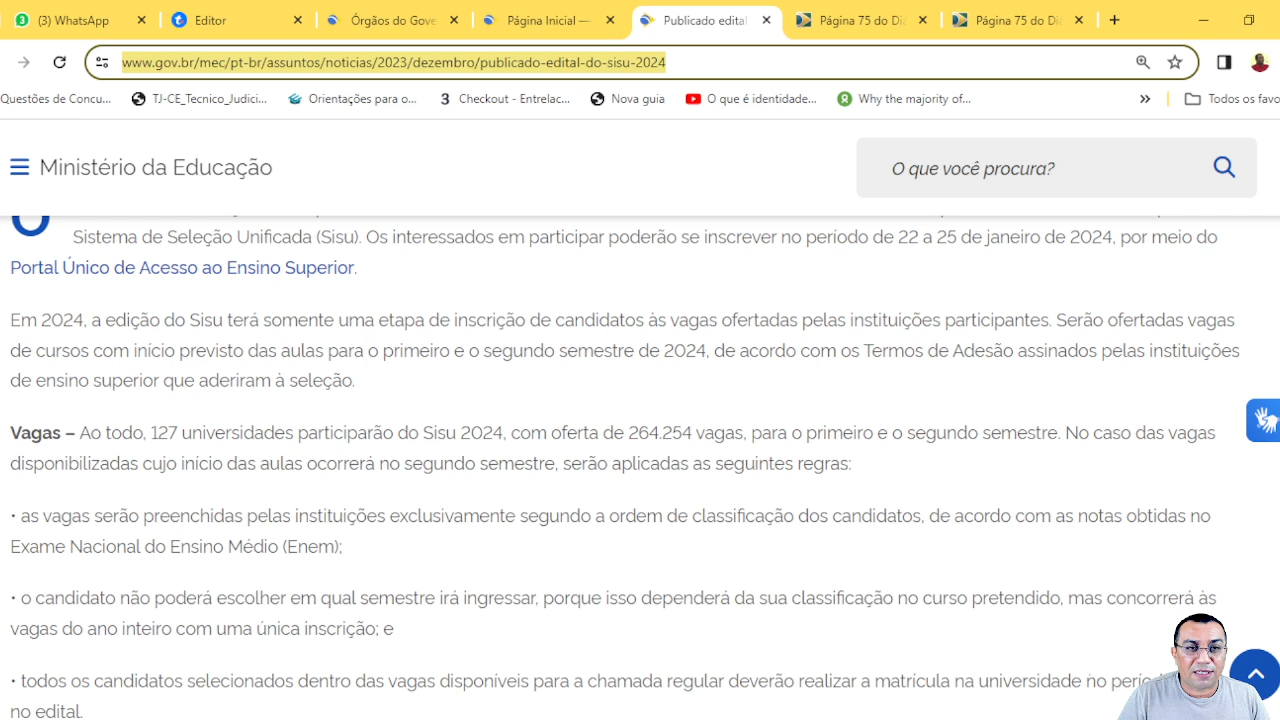 (3) WhatsApp
Editor
Órgãos do Gove
Página Inicial —
Publicado edital
Página 75 do Diá
Página 75 do Diá
www.gov.br/mec/pt-br/assuntos/noticias/2023/dezembro/publicado-edital-do-sisu-2024
Questões de Concu...
TJ-CE_Tecnico_Judici...
Orientações para o...
3 Checkout - Entrelac...
Nova guia
O que é identidade...
Why the majority of...
Todos os favo
Ministério da Educação
O que você procura?
Sistema de Seleção Unificada (Sisu). Os interessados em participar poderão se inscrever no período de 22 a 25 de janeiro de 2024, por meio do
Portal Único de Acesso ao Ensino Superior.
Em 2024, a edição do Sisu terá somente uma etapa de inscrição de candidatos às vagas ofertadas pelas instituições participantes. Serão ofertadas vagas
de cursos com início previsto das aulas para o primeiro e o segundo semestre de 2024, de acordo com os Termos de Adesão assinados pelas instituições
de ensino superior que aderiram à seleção.
Vagas – Ao todo, 127 universidades participarão do Sisu 2024, com oferta de 264.254 vagas, para o primeiro e o segundo semestre. No caso das vagas
disponibilizadas cujo início das aulas ocorrerá no segundo semestre, serão aplicadas as seguintes regras:
• as vagas serão preenchidas pelas instituições exclusivamente segundo a ordem de classificação dos candidatos, de acordo com as notas obtidas no
Exame Nacional do Ensino Médio (Enem);
• o candidato não poderá escolher em qual semestre irá ingressar, porque isso dependerá da sua classificação no curso pretendido, mas concorrerá às
vagas do ano inteiro com uma única inscrição; e
• todos os candidatos selecionados dentro das vagas disponíveis para a chamada regular deverão realizar a matrícula na universidade no perío
no edital.